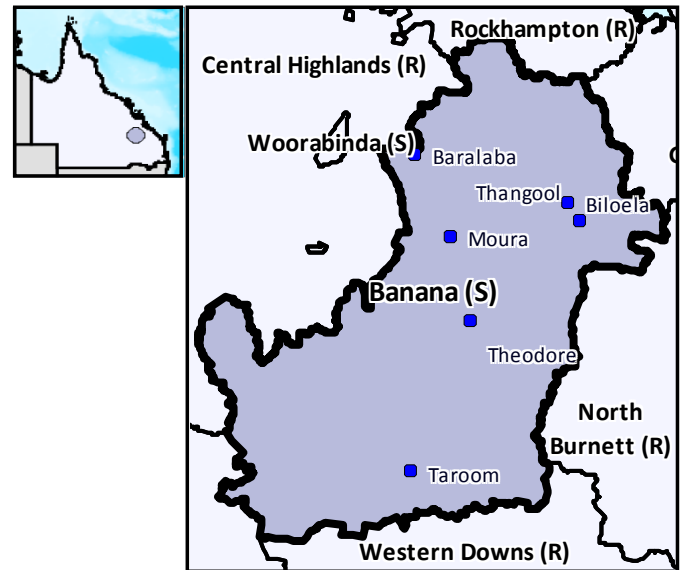 Rockhampton (R)
Central Highlands (R)
Woorabinda (S)
Baralaba
Thangool
Biloela
Moura
Banana (S)
Theodore
North
Burnett (R)
Taroom
Western Downs (R)